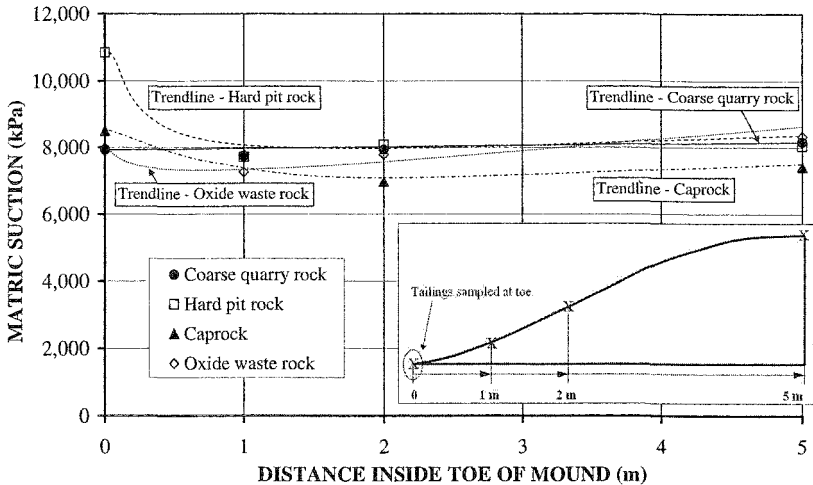 12,000
10,000
8,000
6,000
4,000
2,000
0
MATRIC SUCTION (kPa)
Trendline - Hard pit rock
Trendline - Coarse quarry rock
Trendline - Oxide waste rock
Trendline - Caprock
Coarse quarry rock
Hard pit rock
Caprock
Oxide waste rock
Tailings sampled at toe
X
X
X
X
0
1 m
2 m
5 m
0
1
2
3
4
5
DISTANCE INSIDE TOE OF MOUND (m)